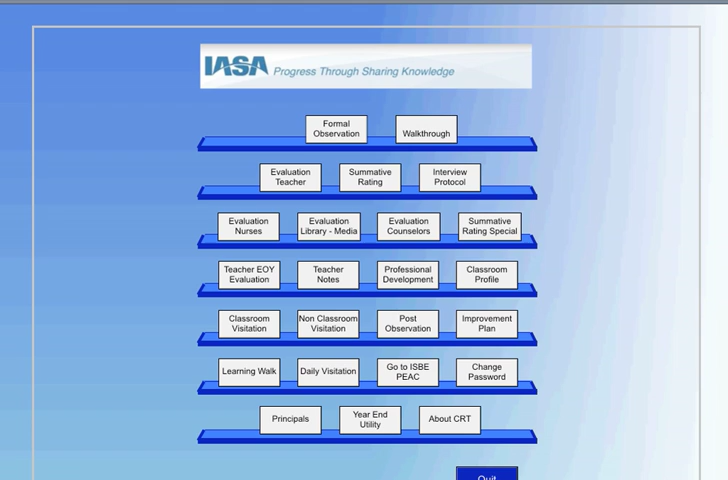 IASA Progress Through Sharing Knowledge
Formal
Observation
Walkthrough
Evaluation
Teacher
Summative
Rating
Interview
Protocol
Evaluation
Nurses
Evaluation
Library - Media
Evaluation
Counselors
Summative
Rating Special
Teacher EOY
Evaluation
Teacher
Notes
Professional
Development
Classroom
Profile
Classroom
Visitation
Non Classroom
Visitation
Post
Observation
Improvement
Plan
Learning Walk
Daily Visitation
Go to ISBE
PEAC
Change
Password
Principals
Year End
Utility
About CRT
Quit